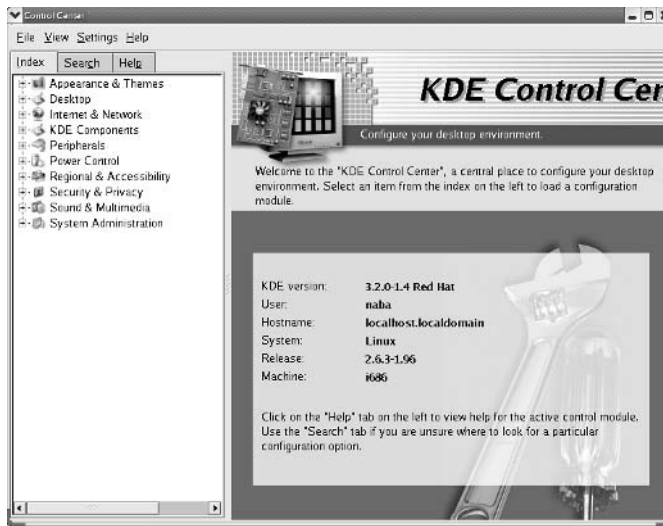 Control Center
File View Settings Help
Index Search Help
Appearance & Themes
Desktop
Internet & Network
KDE Components
Peripherals
Power Control
Regional & Accessibility
Security & Privacy
Sound & Multimedia
System Administration
KDE Control Cer
Configure your desktop environment.
Welcome to the "KDE Control Center", a central place to configure your desktop
environment. Select an item from the index on the left to load a configuration
module.
KDE version: 3.2.0-1.4 Red Hat
User: naba
Hostname: localhost.localdomain
System: Linux
Release: 2.6.3-1.96
Machine: i686
Click on the "Help" tab on the left to view help for the active control module.
Use the "Search" tab if you are unsure where to look for a particular
configuration option.